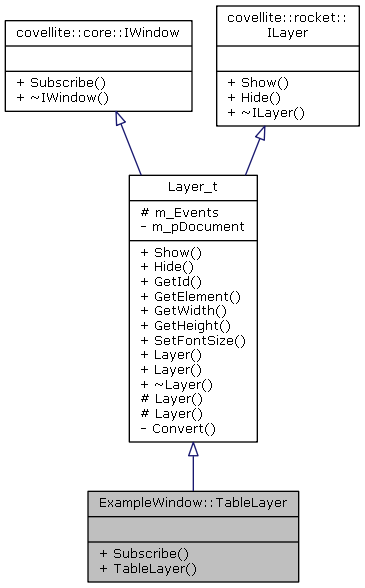 covellite::core::IWindow
+ Subscribe()
+ ~IWindow()
covellite::rocket::
ILayer
+ Show()
+ Hide()
+ ~ILayer()
Layer_t
# m_Events
- m_pDocument
+ Show()
+ Hide()
+ GetId()
+ GetElement()
+ GetWidth()
+ GetHeight()
+ SetFontSize()
+ Layer()
+ Layer()
+ ~Layer()
# Layer()
# Layer()
- Convert()
ExampleWindow::TableLayer
+ Subscribe()
+ TableLayer()